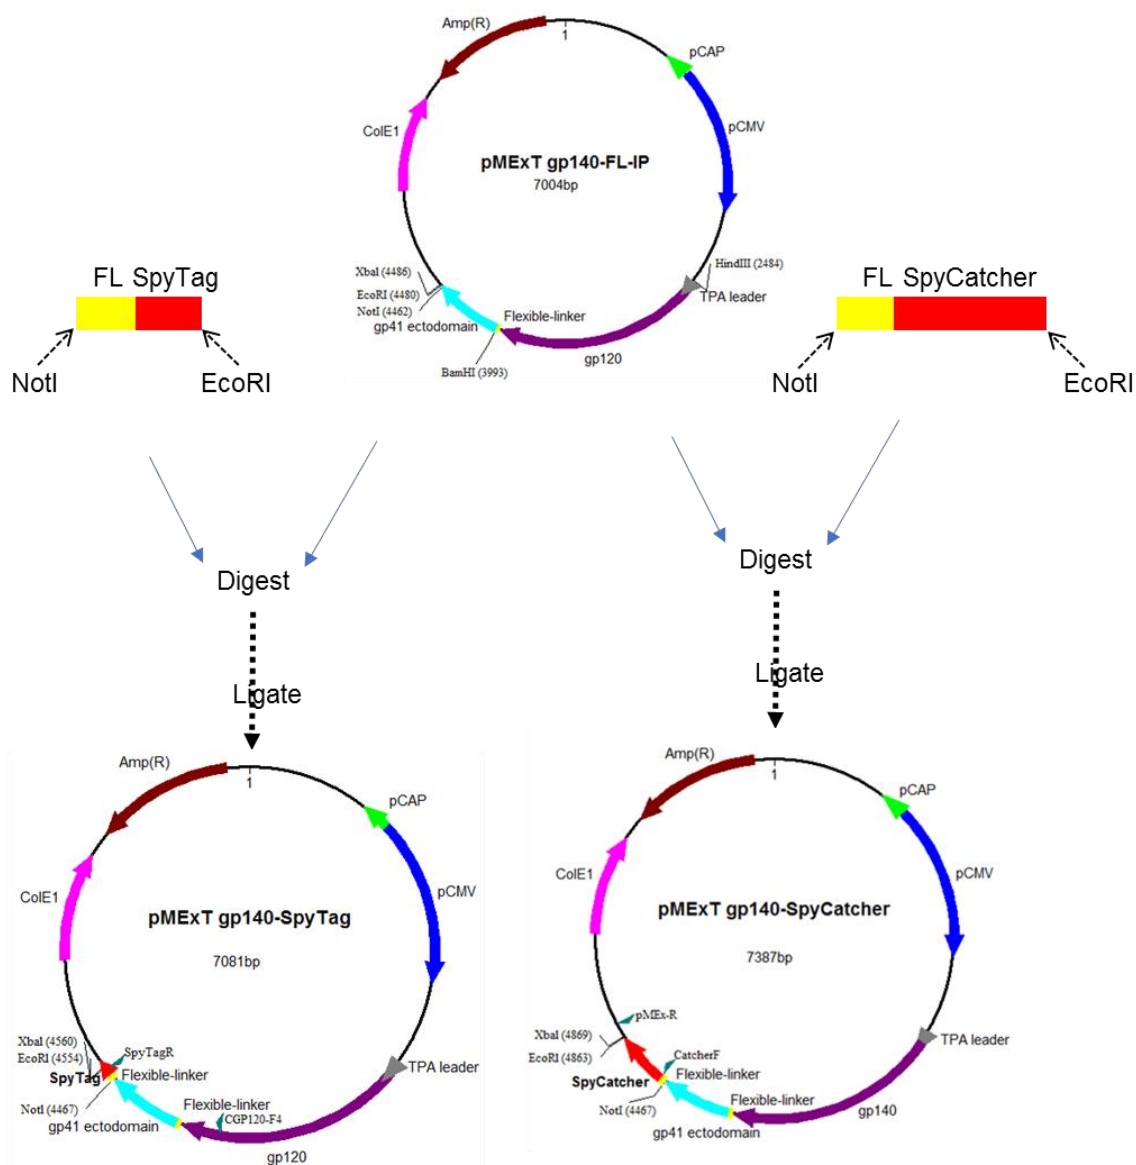 Amp(R)
1
pCAP
ColE1
pCMV
pMExT gp140-FL-IP
7004bp
XbaI (4486)
HindIII (2484)
EcoRI (4480)
TPA leader
NotI (4462)
Flexible-linker
gp41 ectodomain
gp120
BamHI (3993)
FL SpyTag
NotI
EcoRI
FL SpyCatcher
NotI
EcoRI
Digest
Digest
Ligate
Ligate
Amp(R)
1
pCAP
ColE1
pCMV
pMExT gp140-SpyTag
7081bp
XbaI (4560)
EcoRI (4554)
SpyTagR
TPA leader
SpyTag
Flexible-linker
NotI (4467)
Flexible-linker
gp41 ectodomain
CGP120-F4
gp120
Amp(R)
1
pCAP
ColE1
pCMV
pMExT gp140-SpyCatcher
7387bp
pMEx-R
XbaI (4869)
TPA leader
EcoRI (4863)
CatcherF
SpyCatcher
Flexible-linker
NotI (4467)
Flexible-linker
gp140
gp41 ectodomain